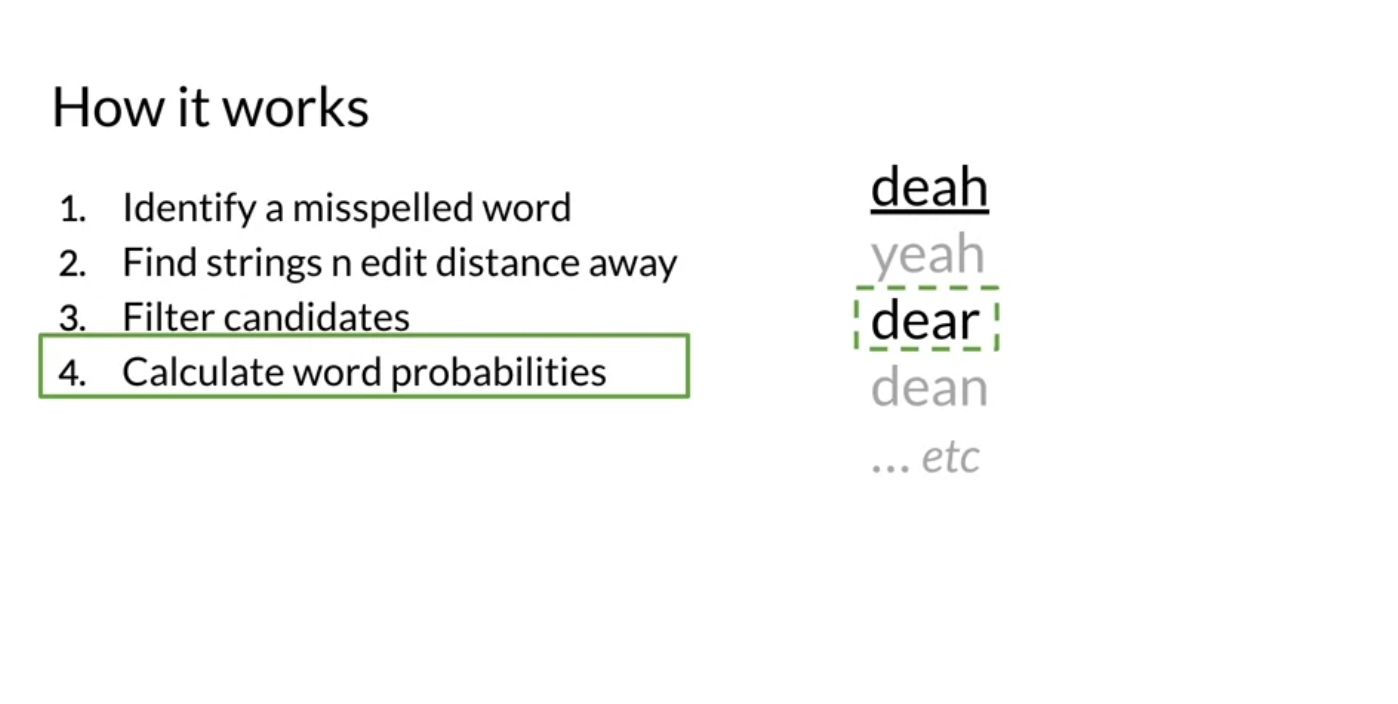 How it works
1. Identify a misspelled word
2. Find strings n edit distance away
3. Filter candidates
4. Calculate word probabilities
deah
yeah
dear
dean
... etc